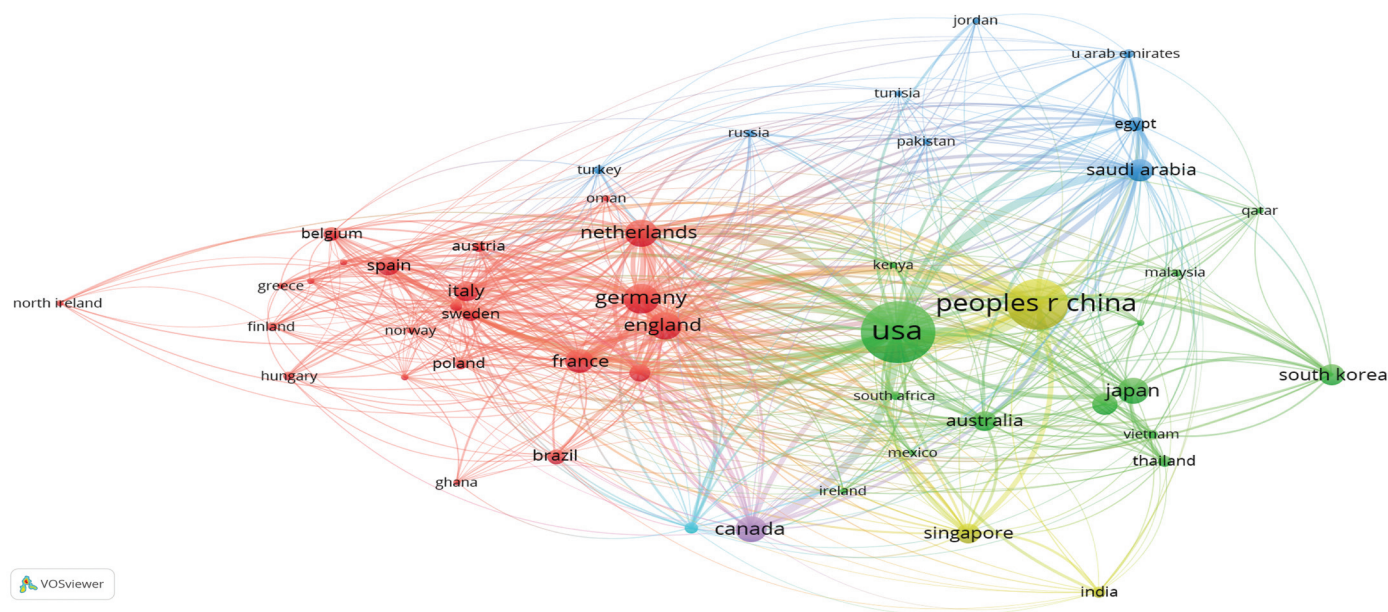 jordan
u arab emirates
tunisia
egypt
russia
pakistan
turkey
saudi arabia
oman
qatar
belgium
netherlands
austria
spain
kenya
malaysia
greece
italy
germany
north ireland
peoples r china
sweden
england
finland
norway
usa
poland
france
hungary
south korea
south africa
japan
australia
vietnam
brazil
mexico
thailand
ghana
ireland
canada
singapore
india
VOSviewer